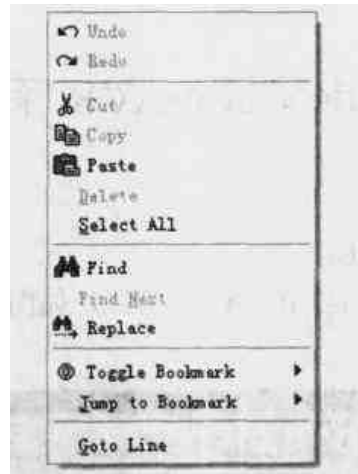 Undo
Redo
Cut
Copy
Paste
Delete
Select All
Find
Find Next
Replace
Toggle Bookmark
Jump to Bookmark
Goto Line